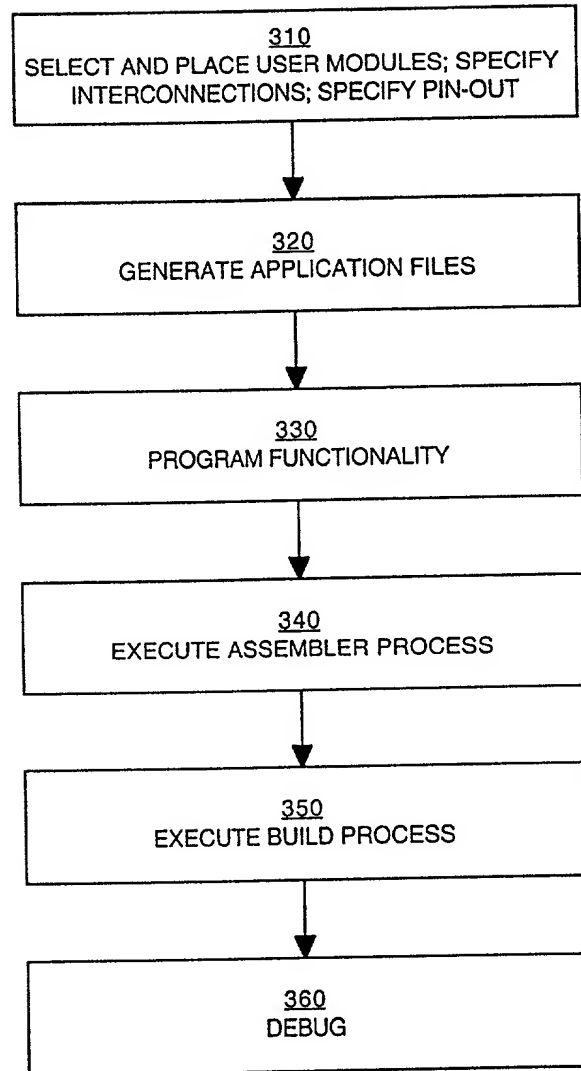 310
SELECT AND PLACE USER MODULES; SPECIFY
INTERCONNECTIONS; SPECIFY PIN-OUT
320
GENERATE APPLICATION FILES
330
PROGRAM FUNCTIONALITY
340
EXECUTE ASSEMBLER PROCESS
350
EXECUTE BUILD PROCESS
360
DEBUG